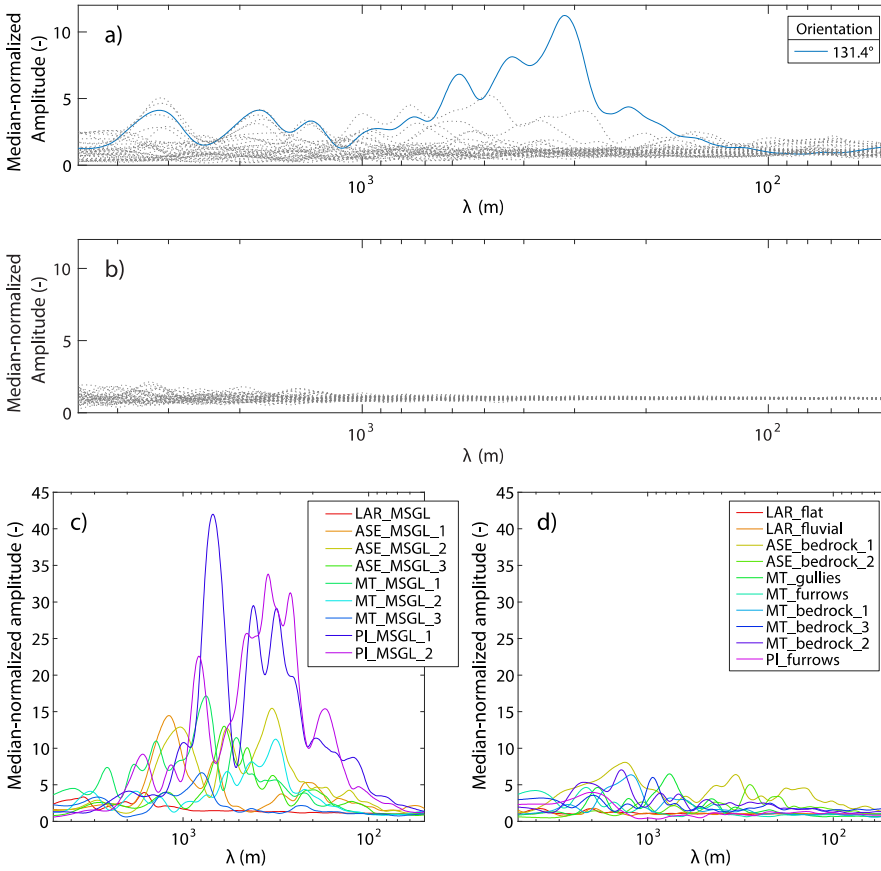 a)
Median-normalized
Amplitude (-)
10
5
0
Orientation
131.4°
10³
10²
λ (m)
b)
Median-normalized
Amplitude (-)
10
5
0
10³
10²
λ (m)
c)
Median-normalized amplitude (-)
45
40
35
30
25
20
15
10
5
0
LAR_MSGL
ASE_MSGL_1
ASE_MSGL_2
ASE_MSGL_3
MT_MSGL_1
MT_MSGL_2
MT_MSGL_3
PI_MSGL_1
PI_MSGL_2
10³
10²
λ (m)
d)
Median-normalized amplitude (-)
45
40
35
30
25
20
15
10
5
0
LAR_flat
LAR_fluvial
ASE_bedrock_1
ASE_bedrock_2
MT_gullies
MT_furrows
MT_bedrock_1
MT_bedrock_3
MT_bedrock_2
PI_furrows
10³
10²
λ (m)